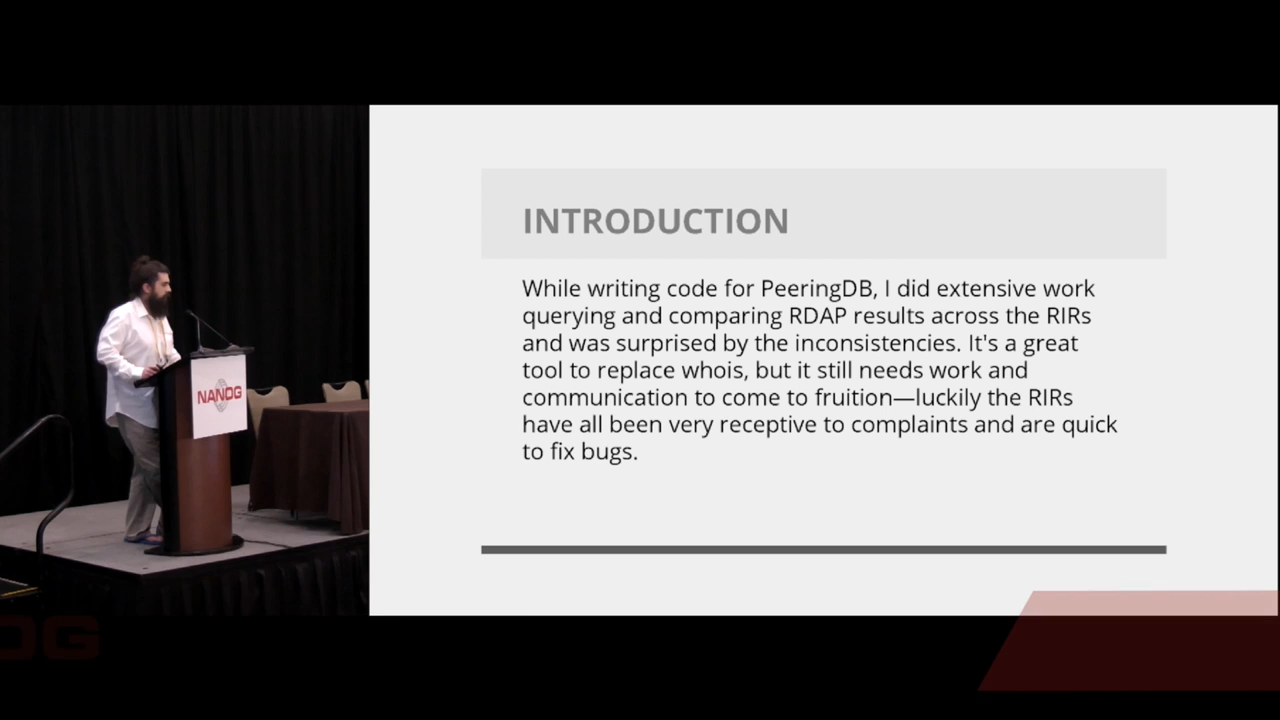 INTRODUCTION
While writing code for PeeringDB, I did extensive work
querying and comparing RDAP results across the RIRs
and was surprised by the inconsistencies. It's a great
tool to replace whois, but it still needs work and
communication to come to fruition—luckily the RIRs
have all been very receptive to complaints and are quick
to fix bugs.
NANOG
OG